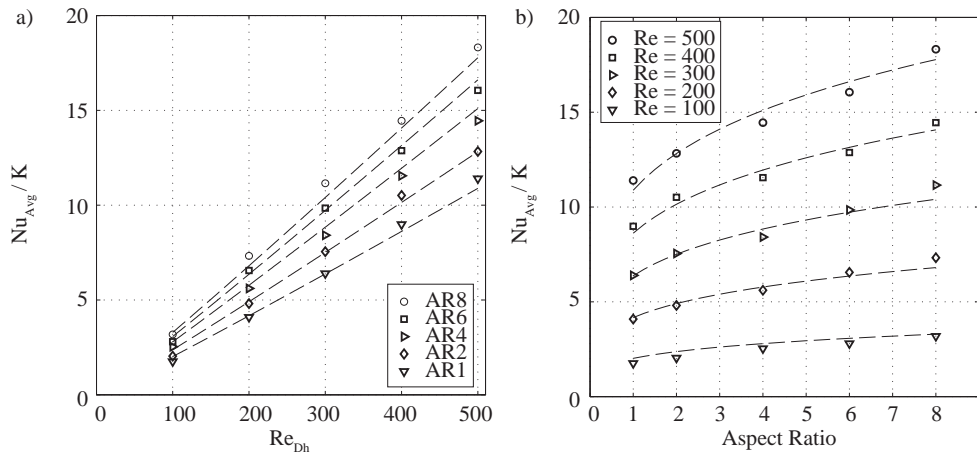 a)
20
15
10
5
0
Nu_Avg / K
0 100 200 300 400 500
Re_Dh
AR8
AR6
AR4
AR2
AR1
b)
20
15
10
5
0
Nu_Avg / K
0 1 2 3 4 5 6 7 8
Aspect Ratio
Re = 500
Re = 400
Re = 300
Re = 200
Re = 100